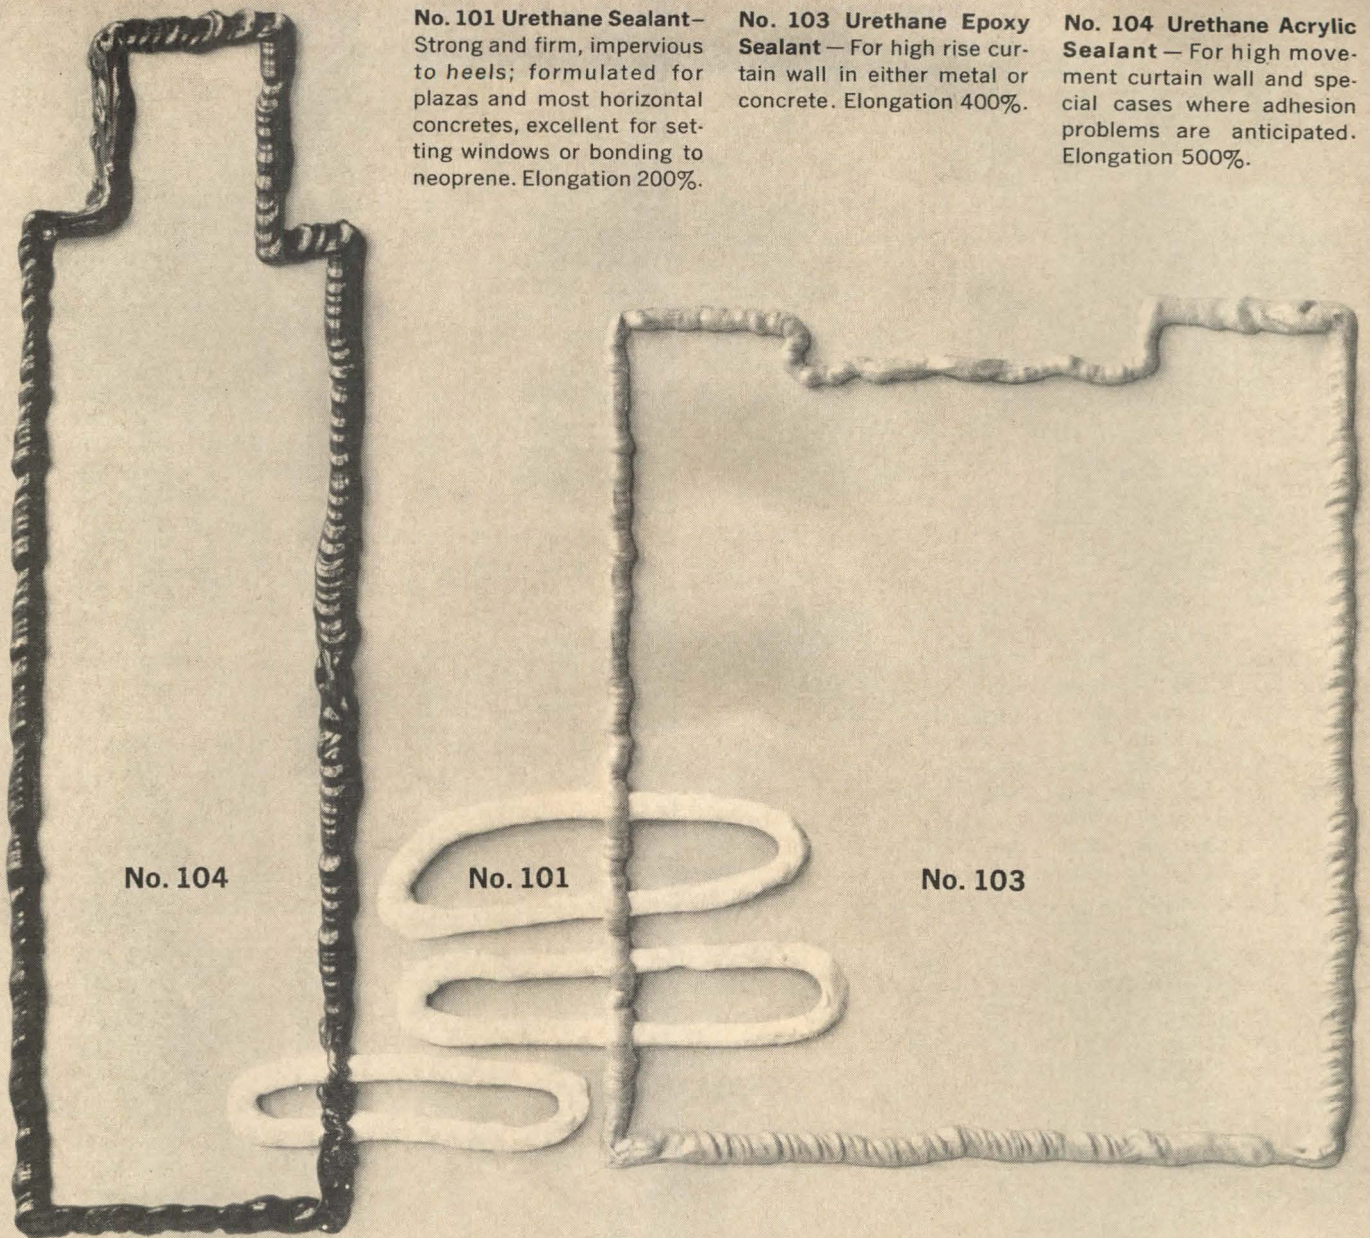 No. 101 Urethane Sealant–
Strong and firm, impervious
to heels; formulated for
plazas and most horizontal
concretes, excellent for set-
ting windows or bonding to
neoprene. Elongation 200%.
No. 103 Urethane Epoxy
Sealant — For high rise cur-
tain wall in either metal or
concrete. Elongation 400%.
No. 104 Urethane Acrylic
Sealant — For high move-
ment curtain wall and spe-
cial cases where adhesion
problems are anticipated.
Elongation 500%.
No. 104
No. 101
No. 103